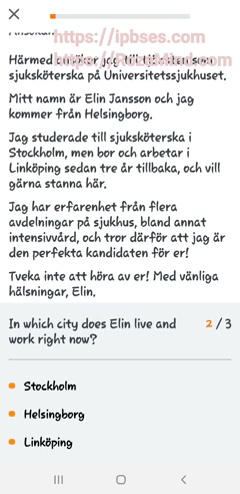 https://ipbses.com
Härmed ansöker jag till tjänsten som
sjuksköterska på Universitetssjukhuset.
Mitt namn är Elin Jansson och jag
kommer från Helsingborg.
Jag studerade till sjuksköterska i
Stockholm, men bor och arbetar i
Linköping sedan tre år tillbaka, och vill
gärna stanna här.
Jag har erfarenhet från flera
avdelningar på sjukhus, bland annat
intensivvård, och tror därför att jag är
den perfekta kandidaten för er!
Tveka inte att höra av er! Med vänliga
hälsningar, Elin.
In which city does Elin live and
work right now?
2 / 3
Stockholm
Helsingborg
Linköping